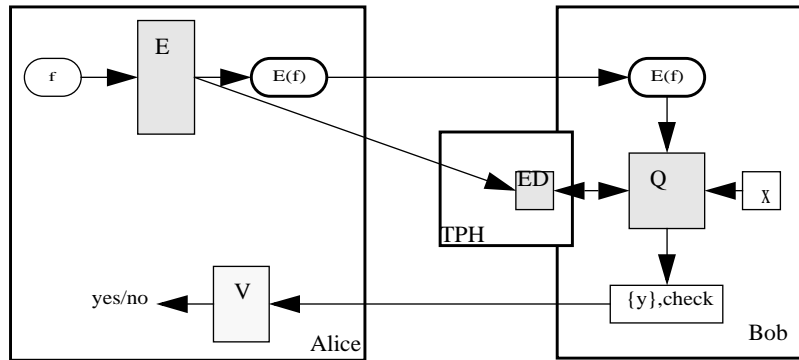 E
f
E(f)
E(f)
ED
Q
X
TPH
yes/no
V
{y},check
Alice
Bob